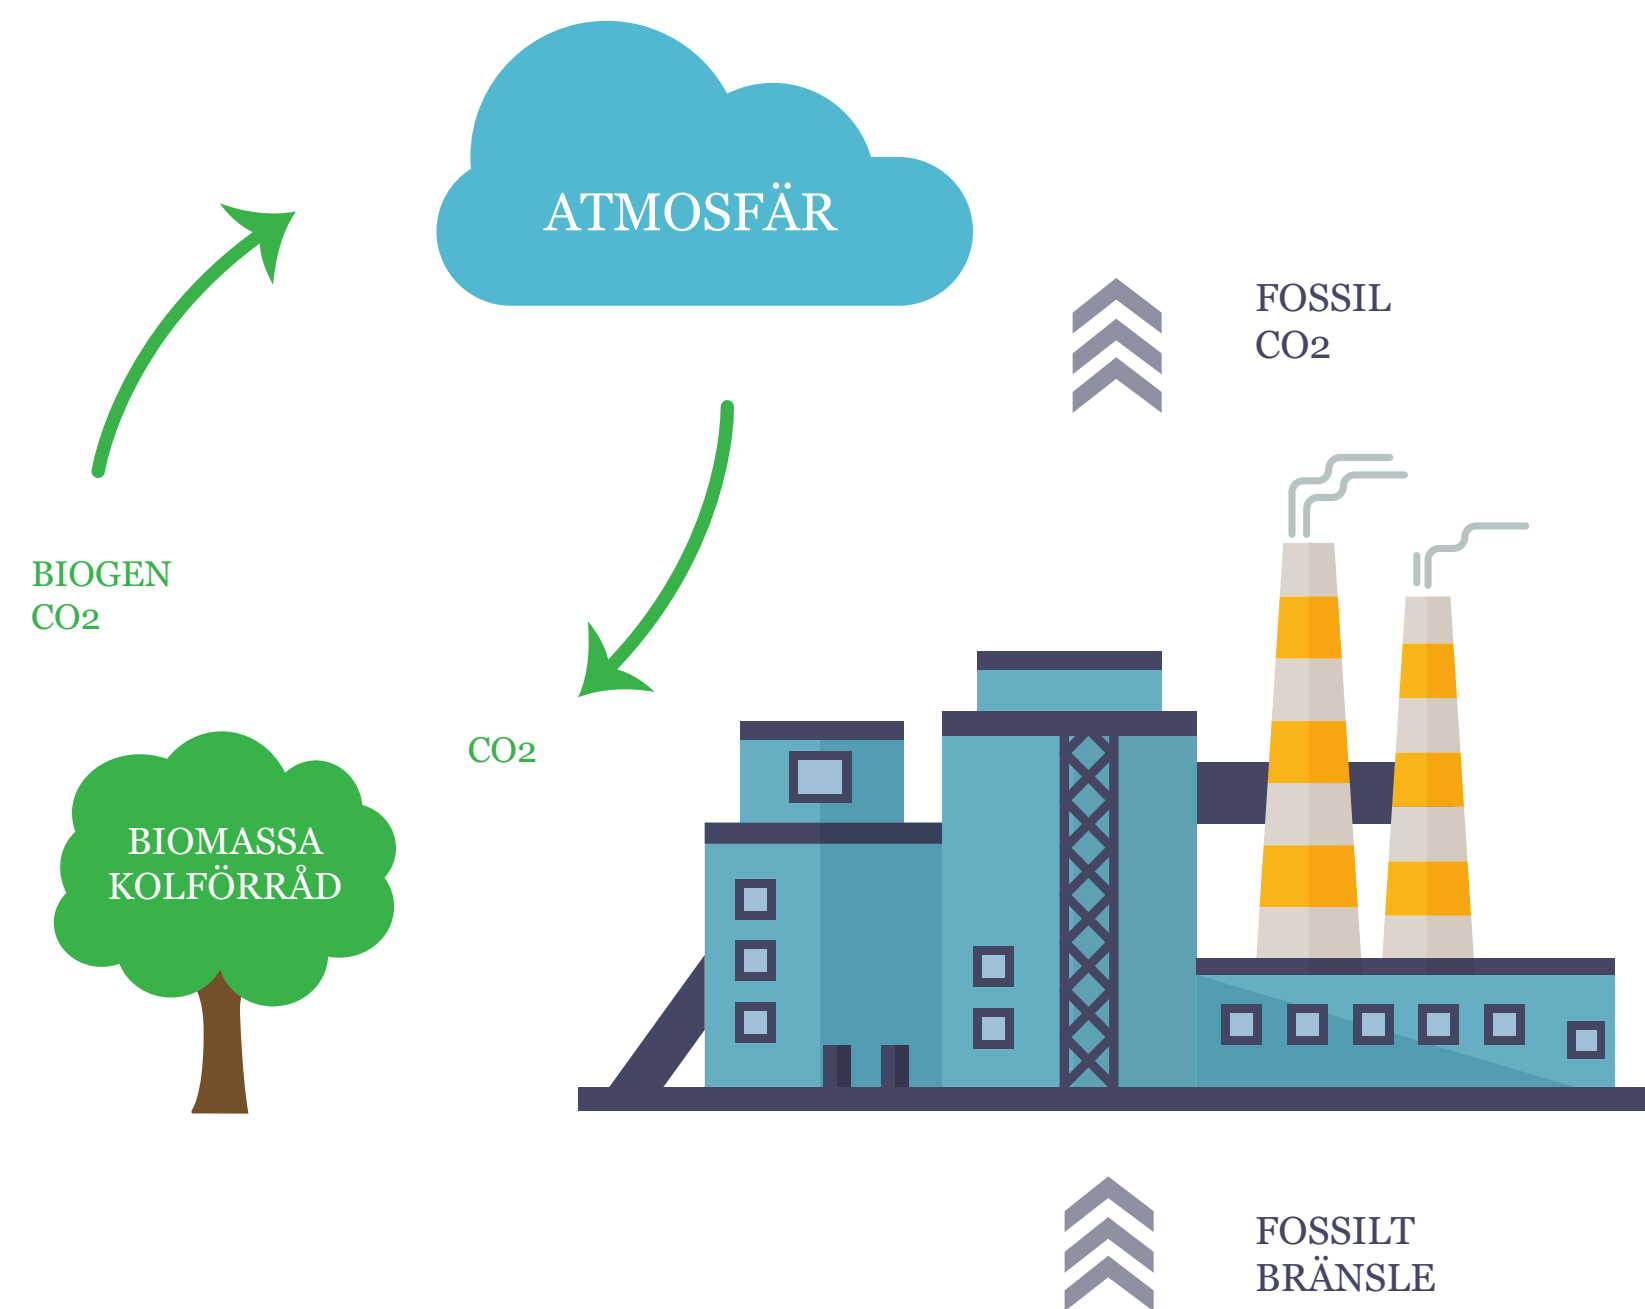 ATMOSFÄR
FOSSIL
CO2
BIOGEN
CO2
CO2
BIOMASSA
KOLFÖRRÅD
FOSSILT
BRÄNSLE